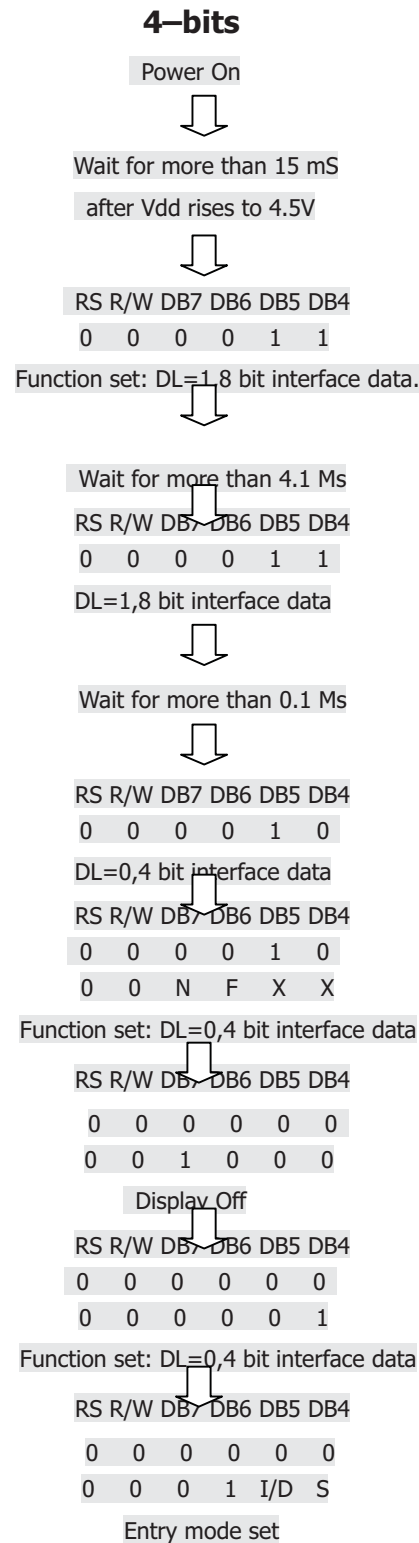 4–bits
Power On
Wait for more than 15 mS
after Vdd rises to 4.5V
RS R/W DB7 DB6 DB5 DB4
0 0 0 0 1 1
Function set: DL=1,8 bit interface data.
Wait for more than 4.1 Ms
RS R/W DB7 DB6 DB5 DB4
0 0 0 0 1 1
DL=1,8 bit interface data
Wait for more than 0.1 Ms
RS R/W DB7 DB6 DB5 DB4
0 0 0 0 1 0
DL=0,4 bit interface data
RS R/W DB7 DB6 DB5 DB4
0 0 0 0 1 0
0 0 N F X X
Function set: DL=0,4 bit interface data
RS R/W DB7 DB6 DB5 DB4
0 0 0 0 0 0
0 0 1 0 0 0
Display Off
RS R/W DB7 DB6 DB5 DB4
0 0 0 0 0 0
0 0 0 0 0 1
Function set: DL=0,4 bit interface data
RS R/W DB7 DB6 DB5 DB4
0 0 0 0 0 0
0 0 0 1 I/D S
Entry mode set